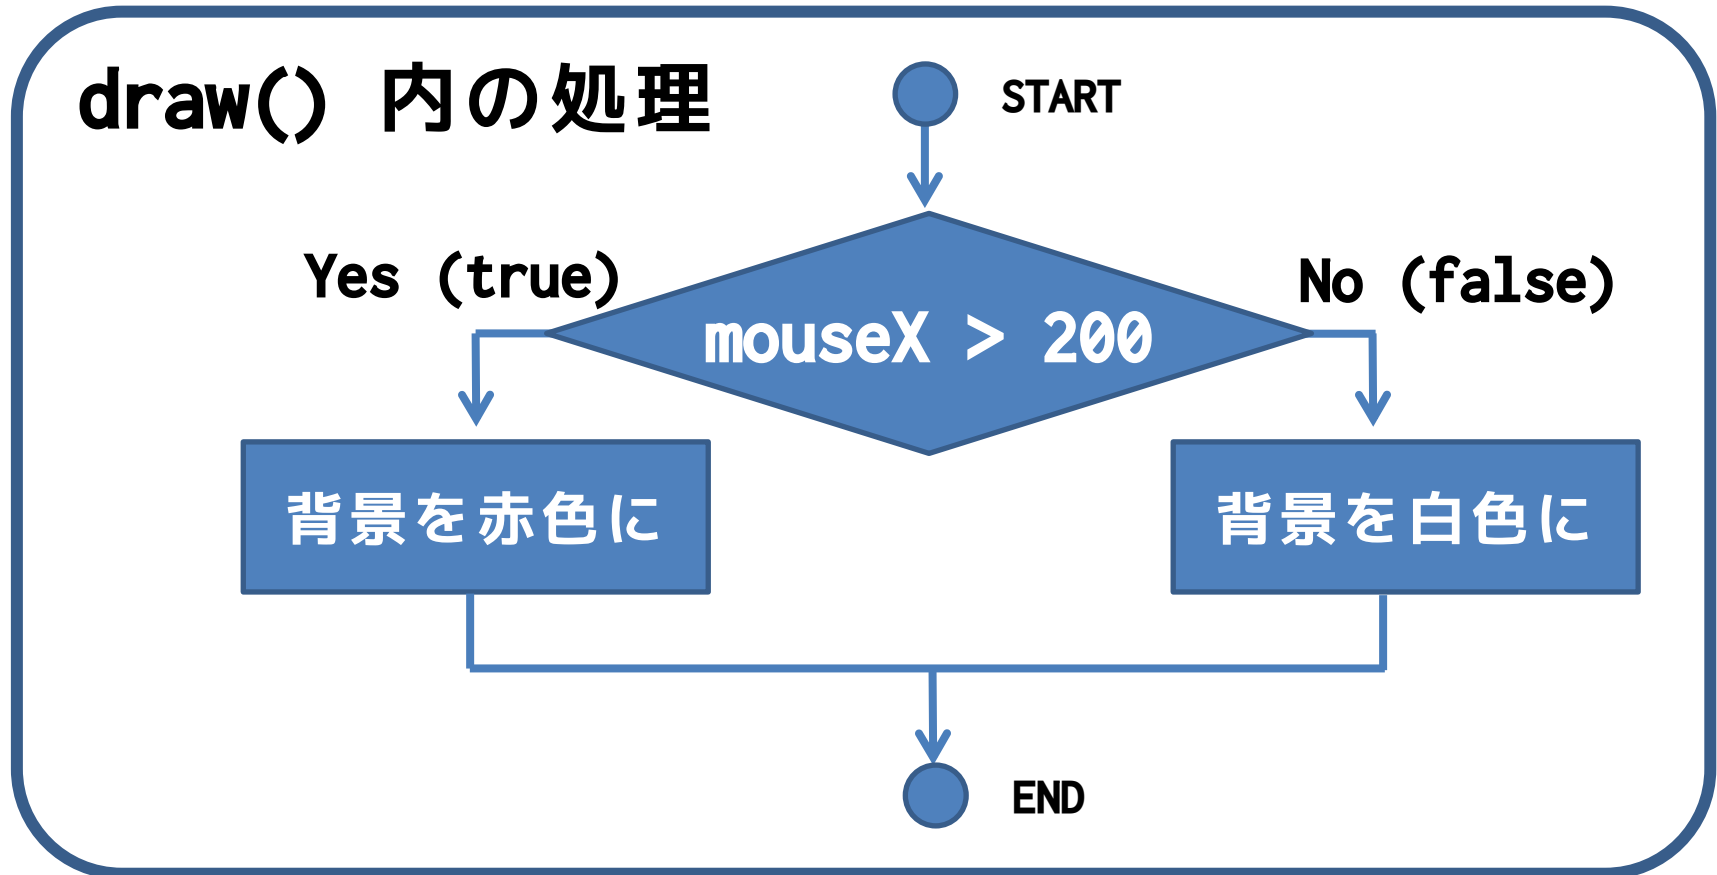 draw() 内の処理
START
Yes (true)
No (false)
mouseX > 200
背景を赤色に
背景を白色に
END